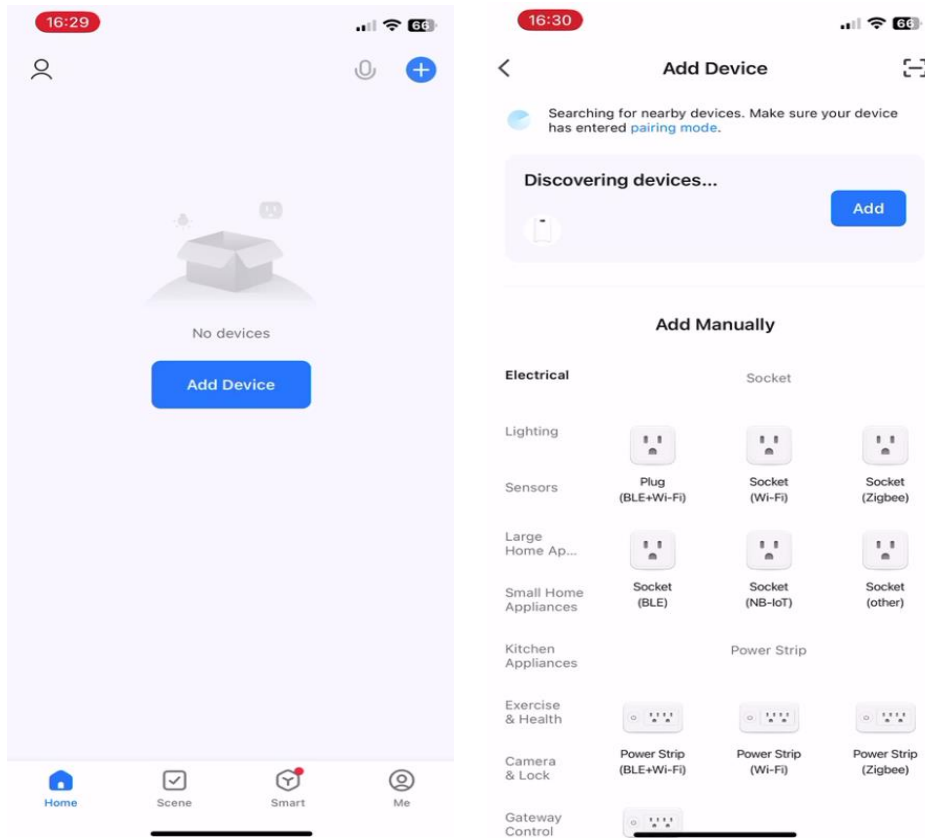 16:29
66
No devices
Add Device
Home
Scene
Smart
Me
16:30
66
Add Device
Searching for nearby devices. Make sure your device
has entered pairing mode.
Discovering devices...
Add
Add Manually
Electrical
Lighting
Sensors
Large
Home Ap...
Small Home
Appliances
Kitchen
Appliances
Exercise
& Health
Camera
& Lock
Gateway
Control
Socket
Plug
(BLE+Wi-Fi)
Socket
(Wi-Fi)
Socket
(Zigbee)
Socket
(BLE)
Socket
(NB-IoT)
Socket
(other)
Power Strip
Power Strip
(BLE+Wi-Fi)
Power Strip
(Wi-Fi)
Power Strip
(Zigbee)